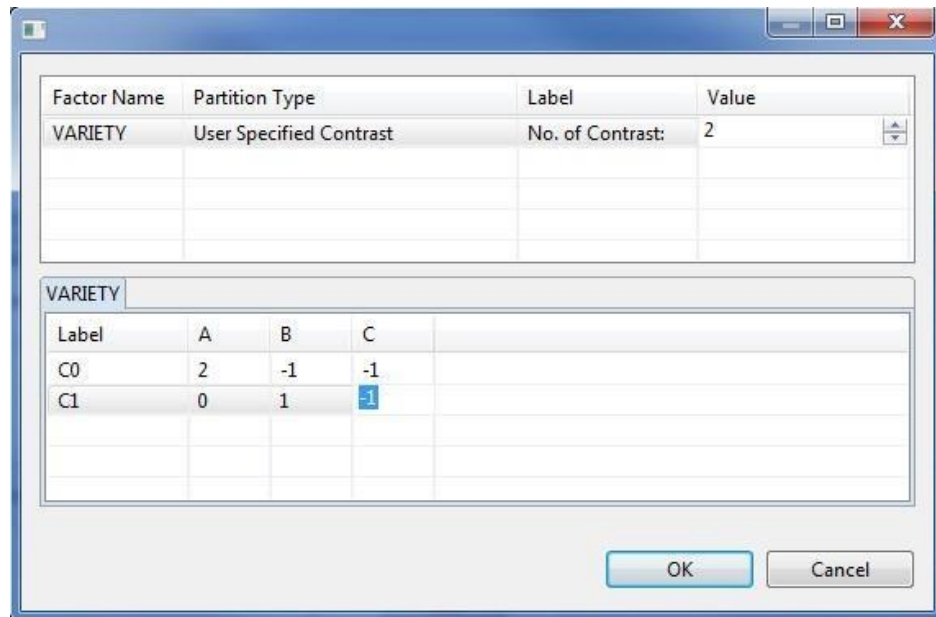 Factor Name Partition Type Label Value
VARIETY User Specified Contrast No. of Contrast: 2
VARIETY
Label A B C
C0 2 -1 -1
C1 0 1 -1
OK Cancel